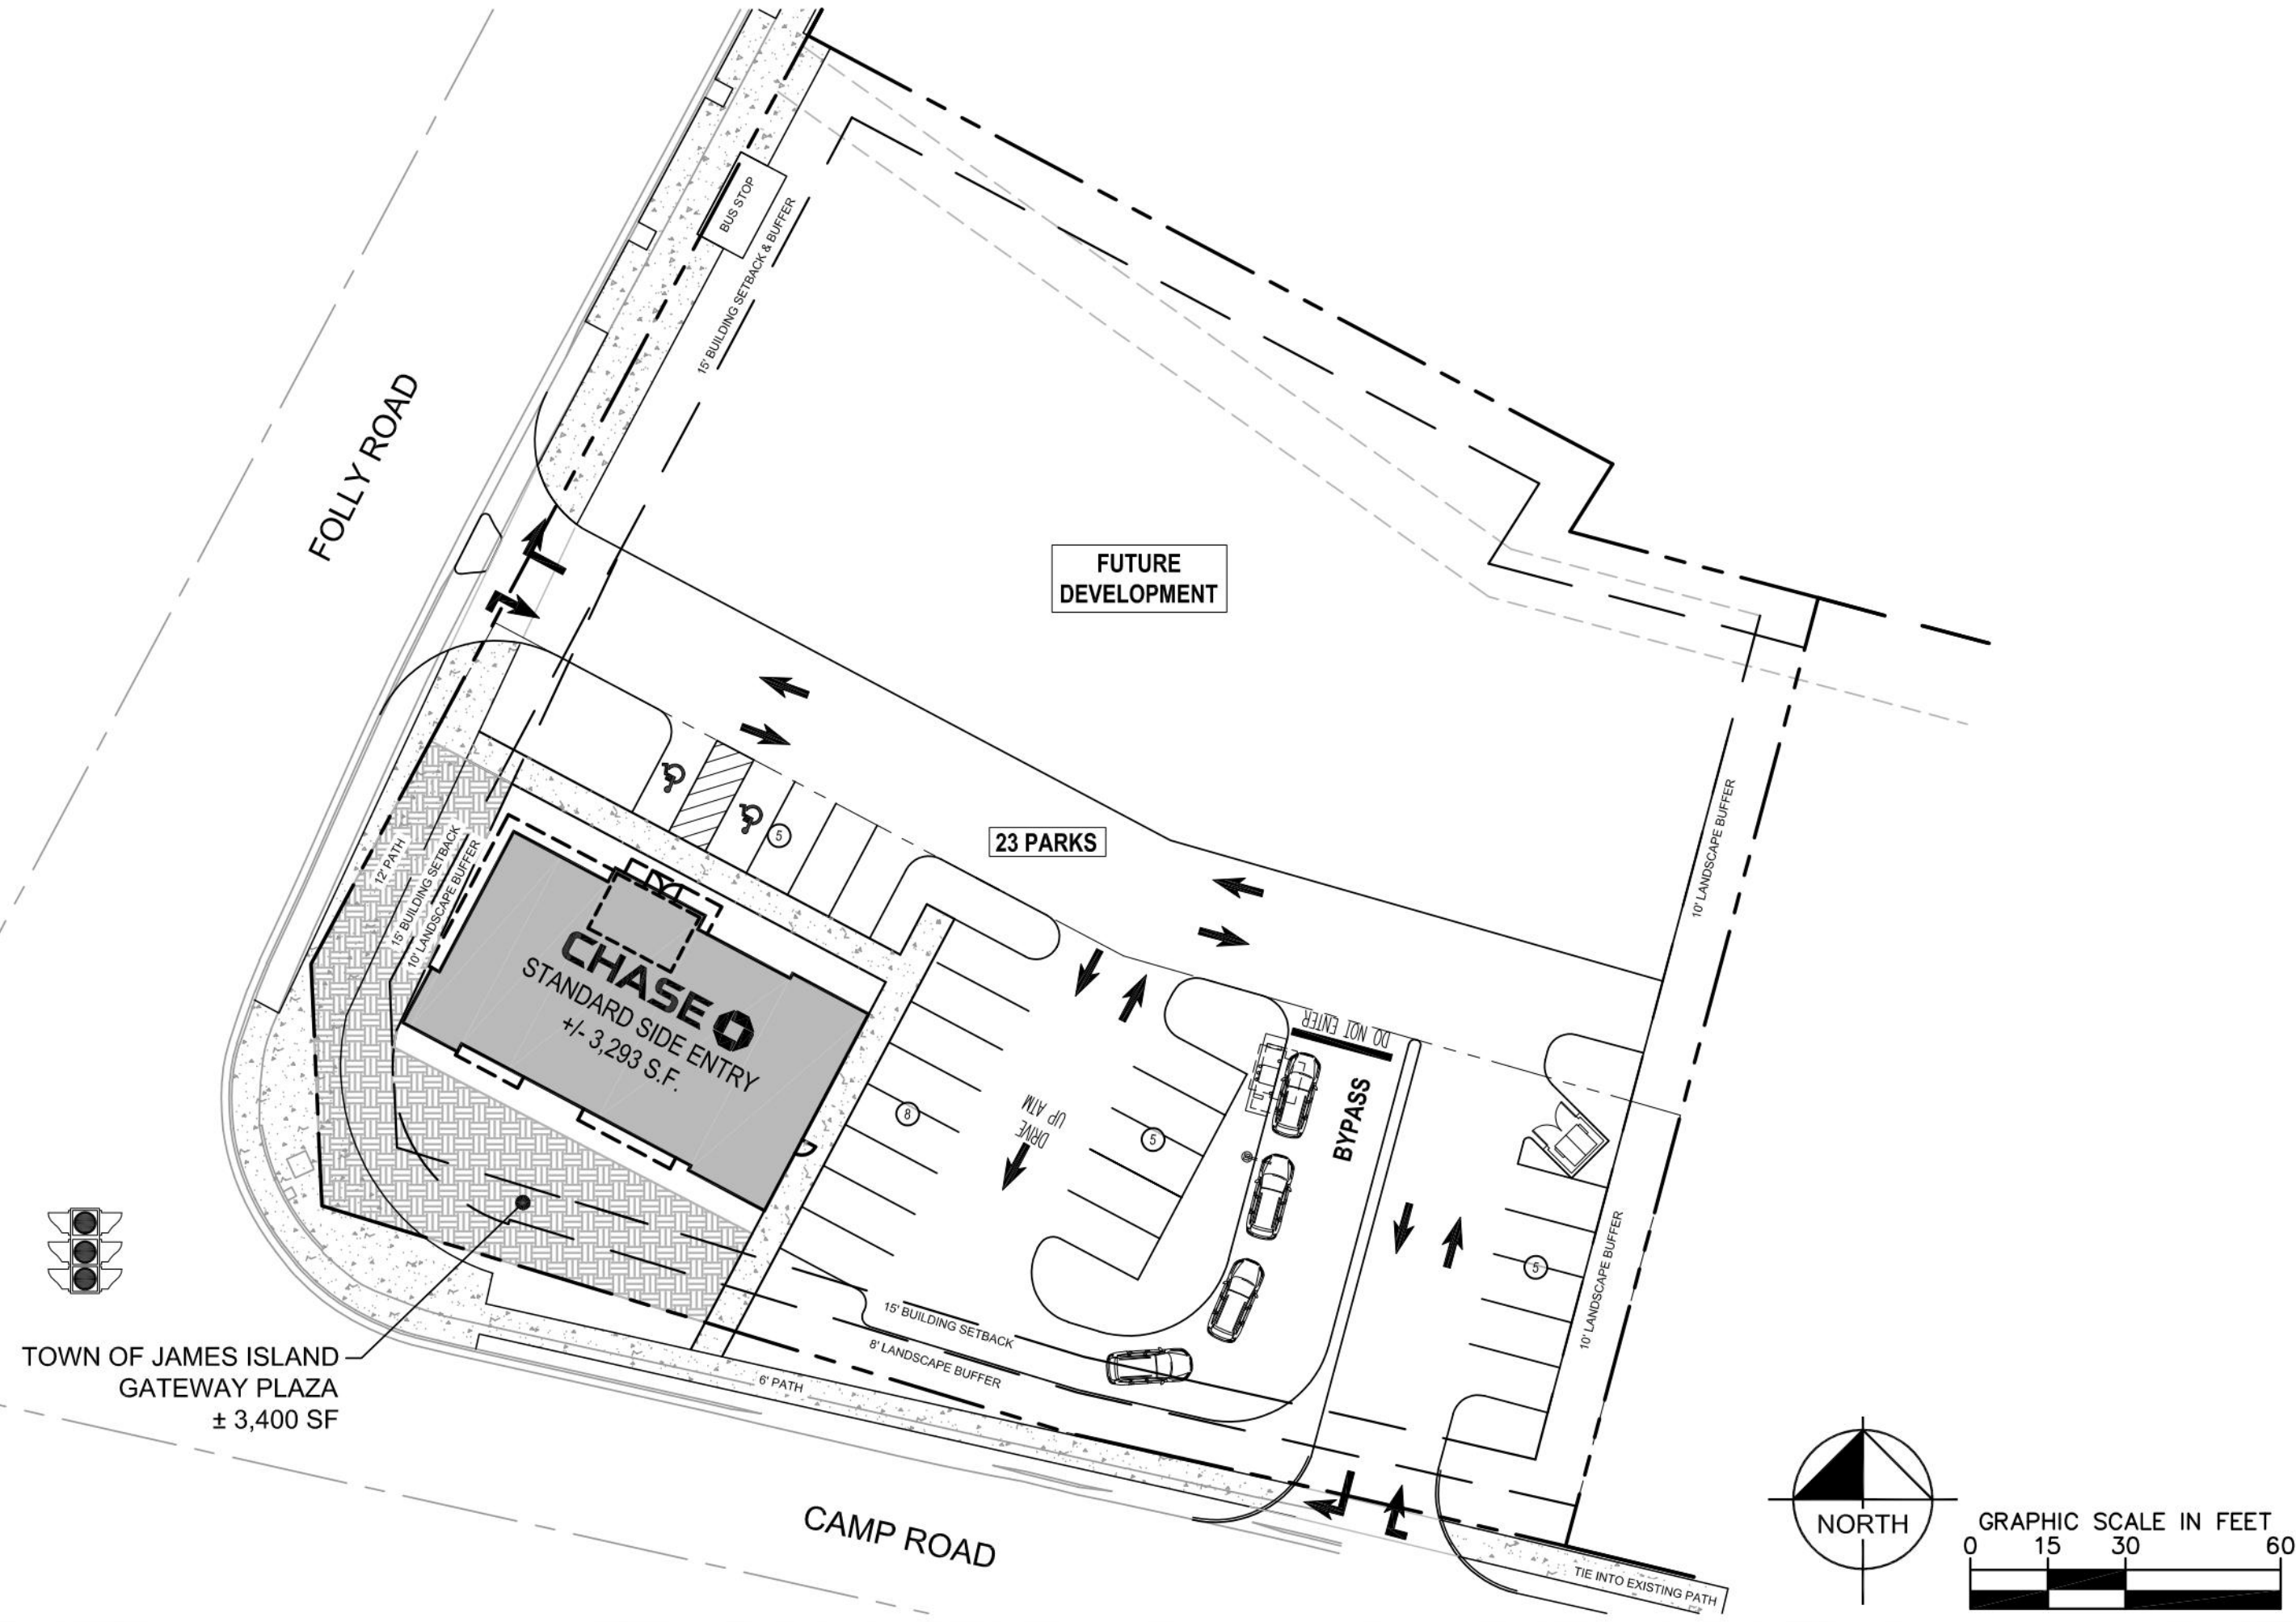 BUS STOP
15' BUILDING SETBACK & BUFFER
FOLLY ROAD
FUTURE
DEVELOPMENT
10' LANDSCAPE BUFFER
23 PARKS
5
12' PATH
15' BUILDING SETBACK
10' LANDSCAPE BUFFER
CHASE
STANDARD SIDE ENTRY
+/- 3,293 S.F.
DO NOT ENTER
BYPASS
8
DRIVE
UP ATM
5
5
10' LANDSCAPE BUFFER
15' BUILDING SETBACK
8' LANDSCAPE BUFFER
6' PATH
TOWN OF JAMES ISLAND
GATEWAY PLAZA
± 3,400 SF
CAMP ROAD
TIE INTO EXISTING PATH
NORTH
GRAPHIC SCALE IN FEET
0 15 30 60